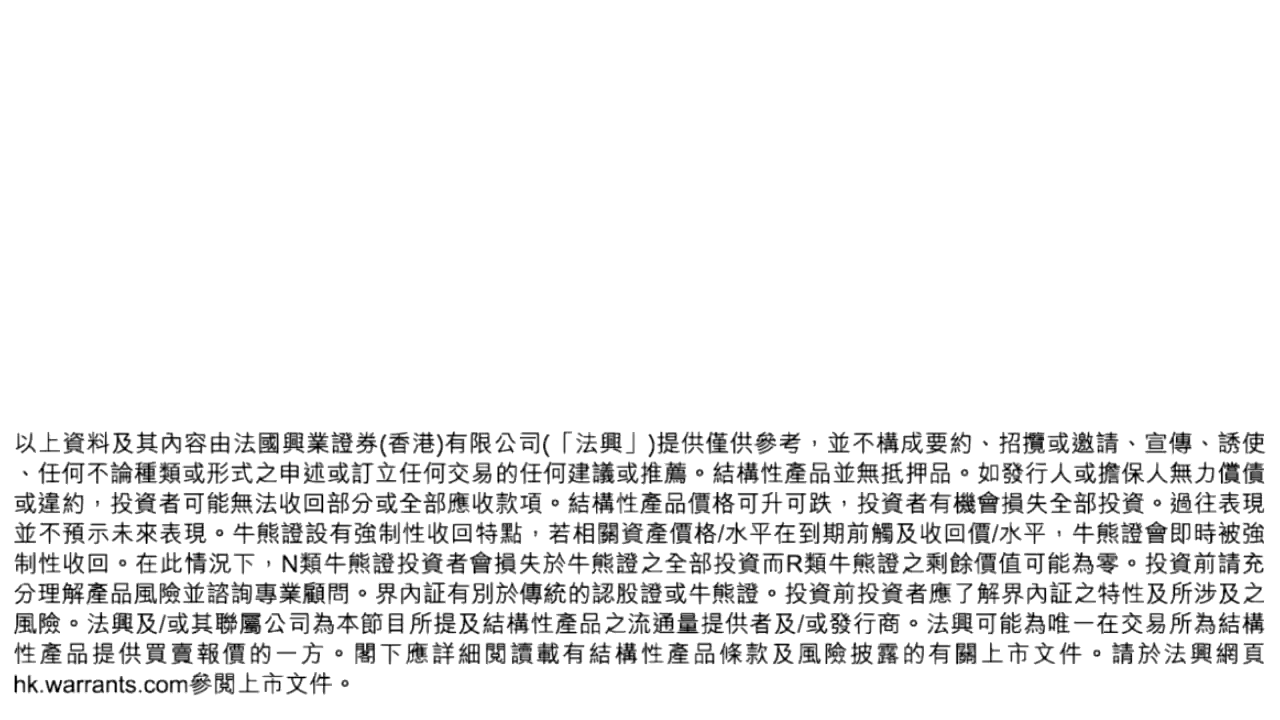 以上資料及其內容由法國興業證券(香港)有限公司(「法興」)提供僅供參考，並不構成要約、招攬或邀請、宣傳、誘使
、任何不論種類或形式之申述或訂立任何交易的任何建議或推薦。結構性產品並無抵押品。如發行人或擔保人無力償債
或違約，投資者可能無法收回部分或全部應收款項。結構性產品價格可升可跌，投資者有機會損失全部投資。過往表現
並不預示未來表現。牛熊證設有強制性收回特點，若相關資產價格/水平在到期前觸及收回價/水平，牛熊證會即時被強
制性收回。在此情況下，N類牛熊證投資者會損失於牛熊證之全部投資而R類牛熊證之剩餘價值可能為零。投資前請充
分理解產品風險並諮詢專業顧問。界內証有別於傳統的認股證或牛熊證。投資前投資者應了解界內証之特性及所涉及之
風險。法興及/或其聯屬公司為本節目所提及結構性產品之流通量提供者及/或發行商。法興可能為唯一在交易所為結構
性產品提供買賣報價的一方。閣下應詳細閱讀載有結構性產品條款及風險披露的有關上市文件。請於法興網頁
hk.warrants.com參閱上市文件。